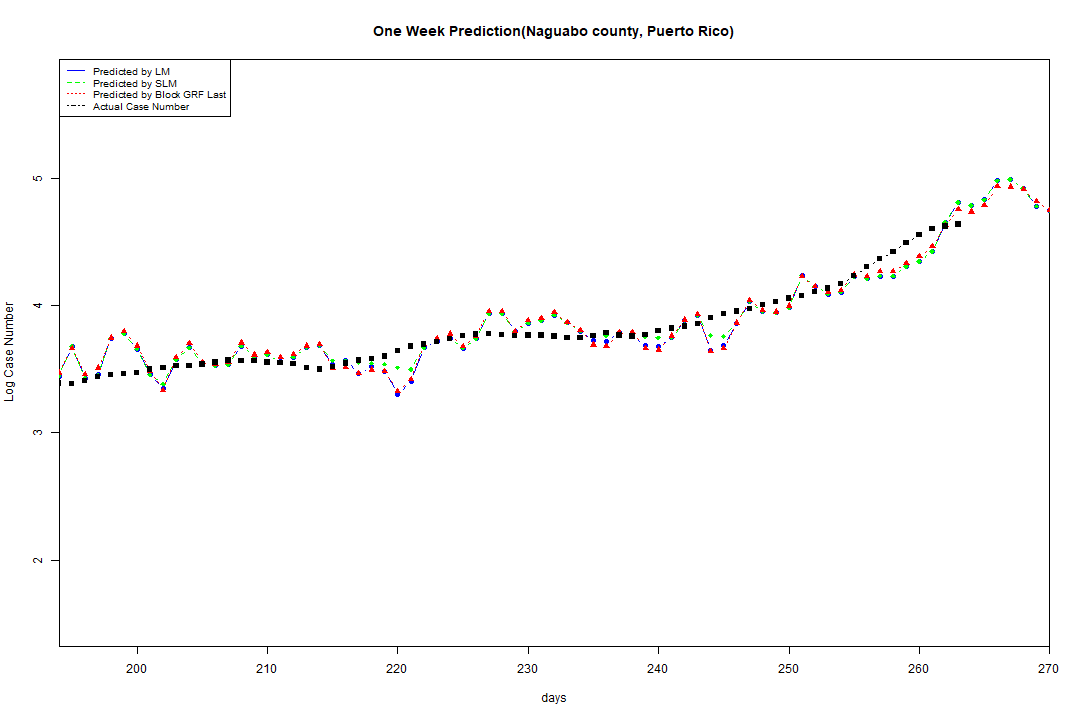 One Week Prediction(Naguabo county, Puerto Rico)
Predicted by LM
Predicted by SLM
Predicted by Block GRF Last
Actual Case Number
5
4
3
2
Log Case Number
200 210 220 230 240 250 260 270
days